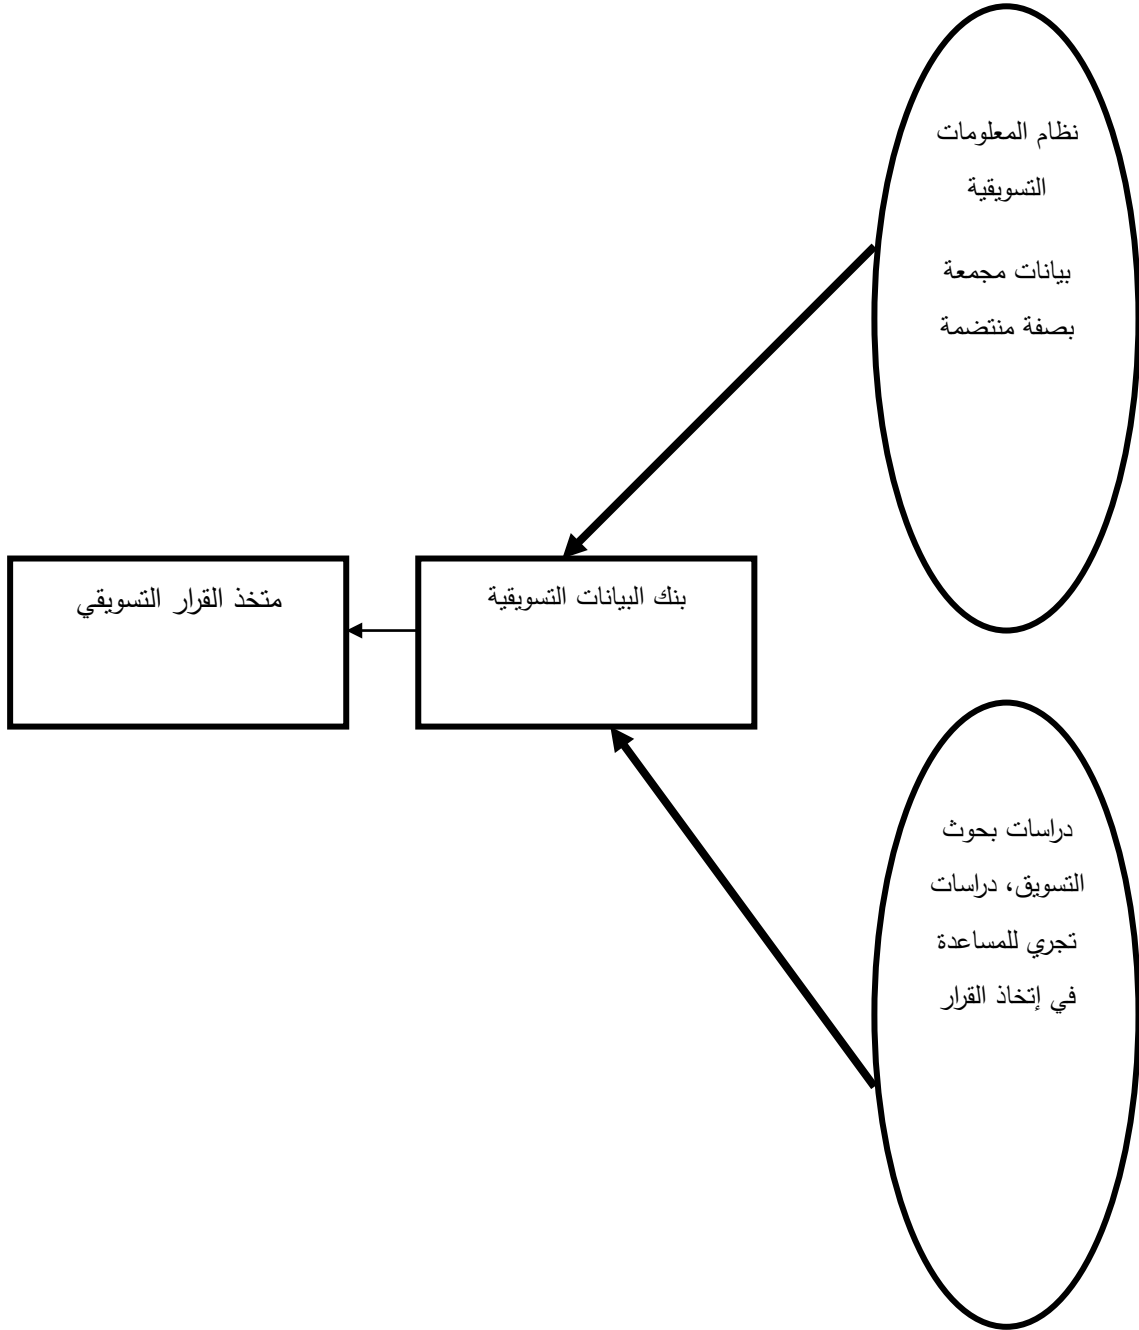 نظام المعلومات
التسويقية
بيانات مجمعة
بصفة منتضمة
بنك البيانات التسويقية
متخذ القرار التسويقي
دراسات بحوث
التسويق، دراسات
تجري للمساعدة
في إتخاذ القرار